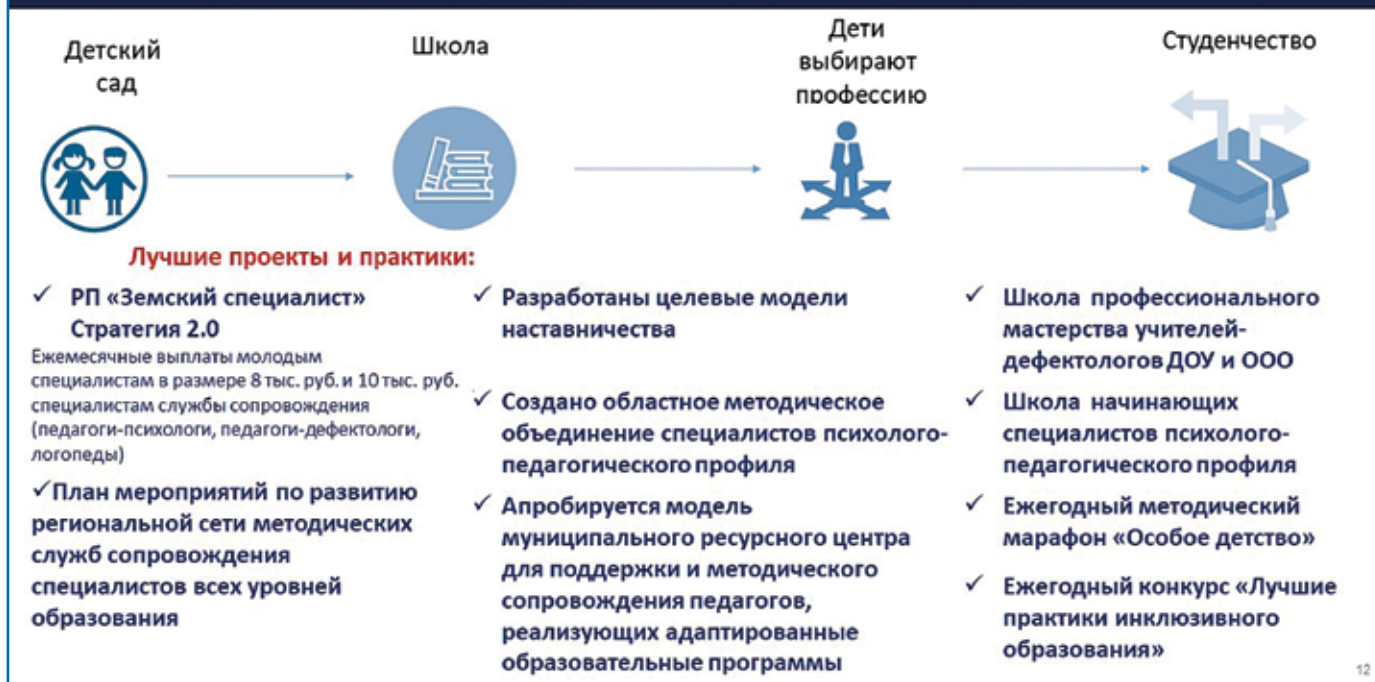 Детский
сад
Школа
Дети
выбирают
профессию
Студенчество
Лучшие проекты и практики:
✓ РП «Земский специалист»
Стратегия 2.0
Ежемесячные выплаты молодым
специалистам в размере 8 тыс. руб. и 10 тыс. руб.
специалистам службы сопровождения
(педагоги-психологи, педагоги-дефектологи,
логопеды)
✓План мероприятий по развитию
региональной сети методических
служб сопровождения
специалистов всех уровней
образования
✓ Разработаны целевые модели
наставничества
✓ Создано областное методическое
объединение специалистов психолого-
педагогического профиля
✓ Апробируется модель
муниципального ресурсного центра
для поддержки и методического
сопровождения педагогов,
реализующих адаптированные
образовательные программы
✓ Школа профессионального
мастерства учителей-
дефектологов ДОУ и ООО
✓ Школа начинающих
специалистов психолого-
педагогического профиля
✓ Ежегодный методический
марафон «Особое детство»
✓ Ежегодный конкурс «Лучшие
практики инклюзивного
образования»
12